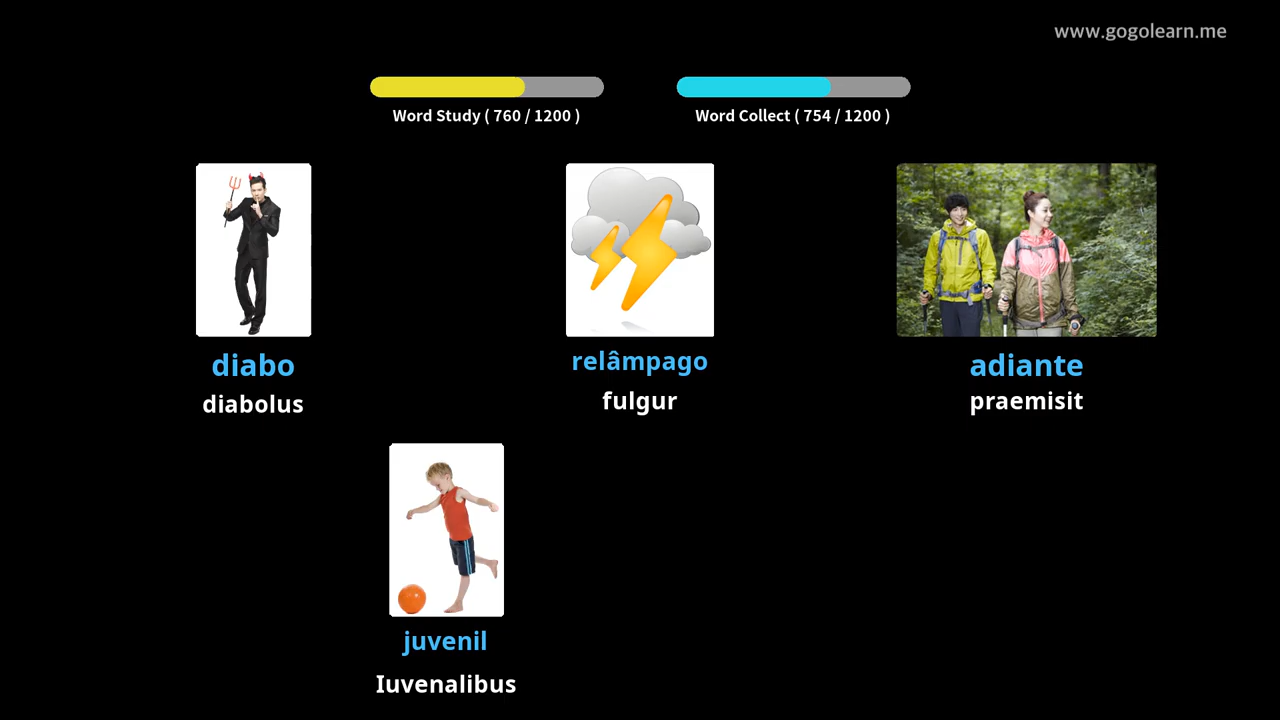 www.gogolearn.me
Word Study ( 760 / 1200 )
Word Collect ( 754 / 1200 )
diabo
diabolus
relâmpago
fulgur
adiante
praemisit
juvenil
Iuvenalibus